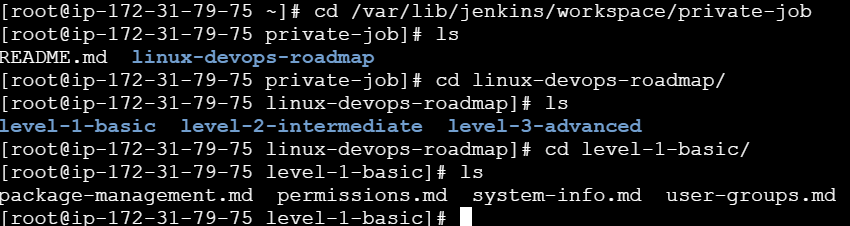 [root@ip-172-31-79-75 ~]# cd /var/lib/jenkins/workspace/private-job
[root@ip-172-31-79-75 private-job]# ls
README.md  linux-devops-roadmap
[root@ip-172-31-79-75 private-job]# cd linux-devops-roadmap/
[root@ip-172-31-79-75 linux-devops-roadmap]# ls
level-1-basic  level-2-intermediate  level-3-advanced
[root@ip-172-31-79-75 linux-devops-roadmap]# cd level-1-basic/
[root@ip-172-31-79-75 level-1-basic]# ls
package-management.md  permissions.md  system-info.md  user-groups.md
[root@ip-172-31-79-75 level-1-basic]#